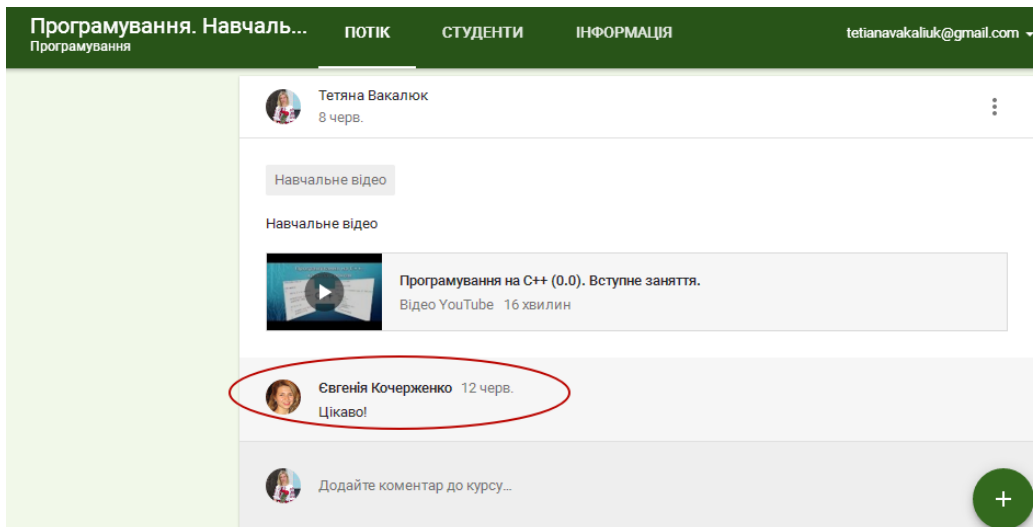 Програмування. Навчаль...
Програмування
ПОТІК СТУДЕНТИ ІНФОРМАЦІЯ
tetianavakaliuk@gmail.com
Тетяна Вакалюк
8 черв.
Навчальне відео
Навчальне відео
Програмування на C++ (0.0). Вступне заняття.
Відео YouTube 16 хвилин
Євгенія Кочерженко 12 черв.
Цікаво!
Додайте коментар до курсу...